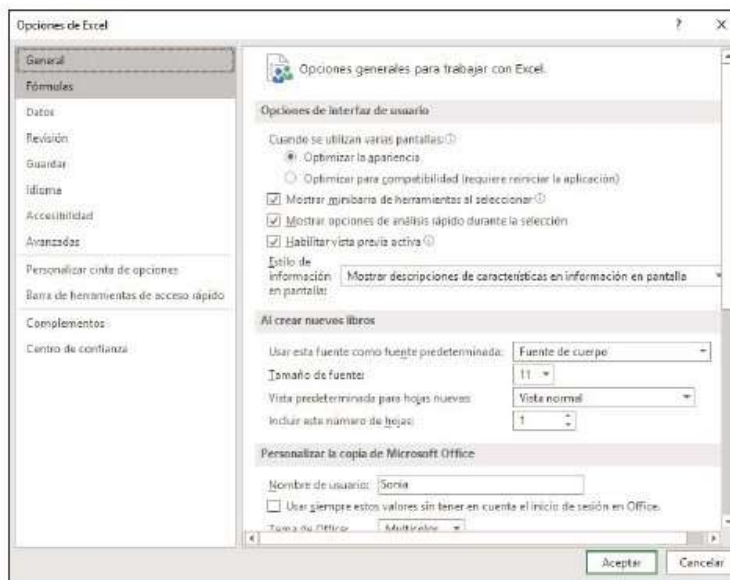 Opciones de Excel
? X
General
Fórmulas
Datos
Revisión
Guardar
Idioma
Accesibilidad
Avanzadas
Personalizar cinta de opciones
Barra de herramientas de acceso rápido
Complementos
Centro de confianza
Opciones generales para trabajar con Excel.
Opciones de interfaz de usuario
Cuando se utilizan varias pantallas:
Optimizar la apariencia
Optimizar para compatibilidad (requiere reiniciar la aplicación)
Mostrar minibarra de herramientas al seleccionar
Mostrar opciones de análisis rápido durante la selección
Habilitar vista previa activa
Estilo de
información
en pantalla:
Mostrar descripciones de características en información en pantalla
Al crear nuevos libros
Usar esta fuente como fuente predeterminada: Fuente de cuerpo
Tamaño de fuente: 11
Vista predeterminada para hojas nuevas: Vista normal
Incluir este número de hojas: 1
Personalizar la copia de Microsoft Office
Nombre de usuario: Sonia
Usar siempre estos valores sin tener en cuenta el inicio de sesión en Office.
Tema de Office: Multicolor
Aceptar Cancelar